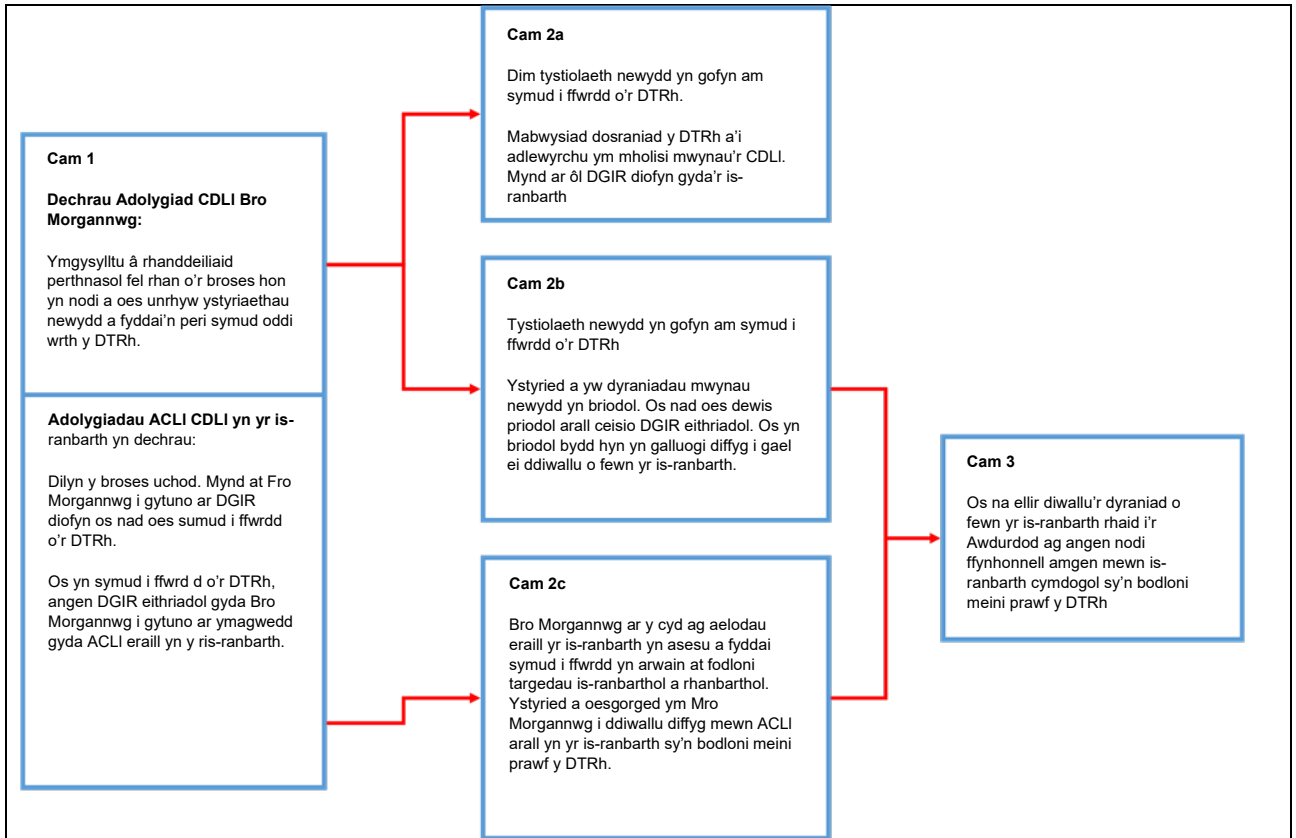 Cam 1
Dechrau Adolygiad CDLl Bro
Morgannwg:
Ymgysylltu â rhanddeiliaid
perthnasol fel rhan o'r broses hon
yn nodi a oes unrhyw ystyriaethau
newydd a fyddai'n peri symud oddi
wrth y DTRh.
Adolygiadau ACLl CDLl yn yr is-
ranbarth yn dechrau:
Dilyn y broses uchod. Mynd at Fro
Morgannwg i gytuno ar DGIR
diofyn os nad oes sumud i ffwrdd
o'r DTRh.
Os yn symud i ffwrd d o'r DTRh,
angen DGIR eithriadol gyda Bro
Morgannwg i gytuno ar ymagwedd
gyda ACLl eraill yn y ris-ranbarth.
Cam 2a
Dim tystiolaeth newydd yn gofyn am
symud i ffwrdd o'r DTRh.
Mabwysiad dosraniad y DTRh a'i
adlewyrchu ym mholisi mwynau'r CDLl.
Mynd ar ôl DGIR diofyn gyda'r is-
ranbarth
Cam 2b
Tystiolaeth newydd yn gofyn am symud i
ffwrdd o'r DTRh
Ystyried a yw dyraniadau mwynau
newydd yn briodol. Os nad oes dewis
priodol arall ceisio DGIR eithriadol. Os yn
briodol bydd hyn yn galluogi diffyg i gael
ei ddiwallu o fewn yr is-ranbarth.
Cam 2c
Bro Morgannwg ar y cyd ag aelodau
eraill yr is-ranbarth yn asesu a fyddai
symud i ffwrdd yn arwain at fodloni
targedau is-ranbarthol a rhanbarthol.
Ystyried a oesgorged ym Mro
Morgannwg i ddiwallu diffyg mewn ACLl
arall yn yr is-ranbarth sy'n bodloni meini
prawf y DTRh.
Cam 3
Os na ellir diwallu'r dyraniad o
fewn yr is-ranbarth rhaid i'r
Awdurdod ag angen nodi
ffynhonnell amgen mewn is-
ranbarth cymdogol sy'n bodloni
meini prawf y DTRh